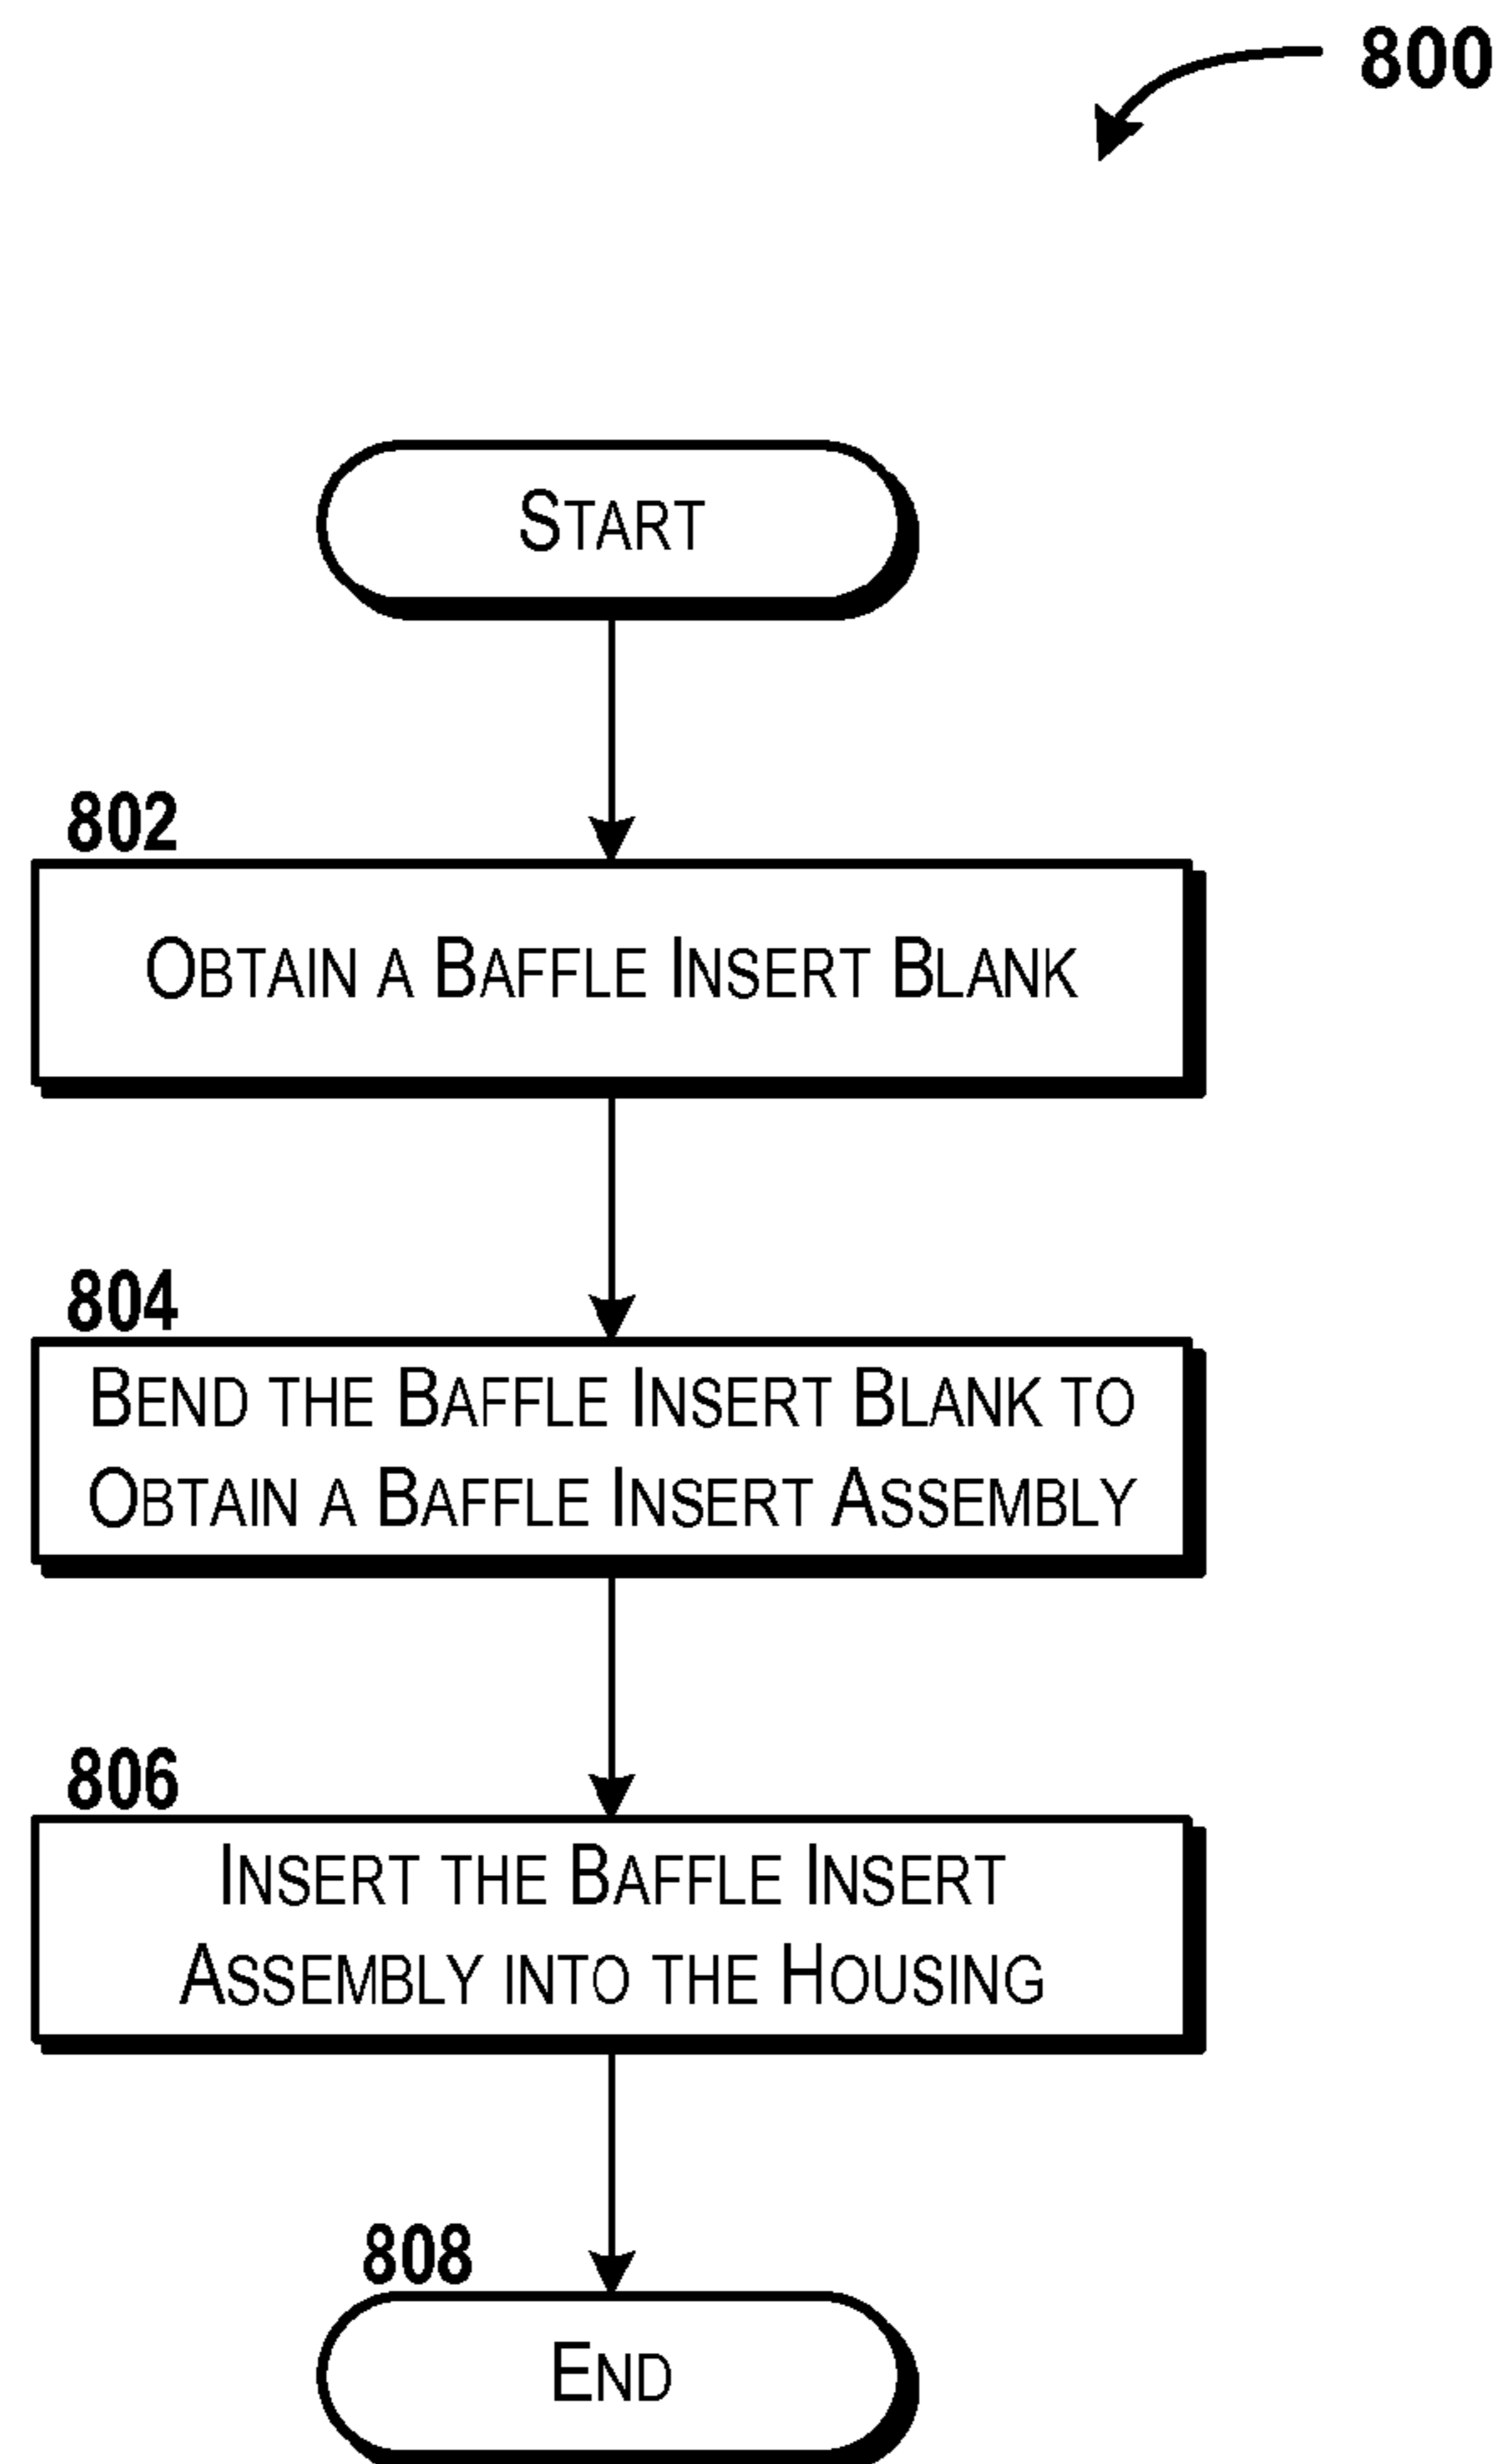 800
START
802
OBTAIN A BAFFLE INSERT BLANK
804
BEND THE BAFFLE INSERT BLANK TO
OBTAIN A BAFFLE INSERT ASSEMBLY
806
INSERT THE BAFFLE INSERT
ASSEMBLY INTO THE HOUSING
808
END